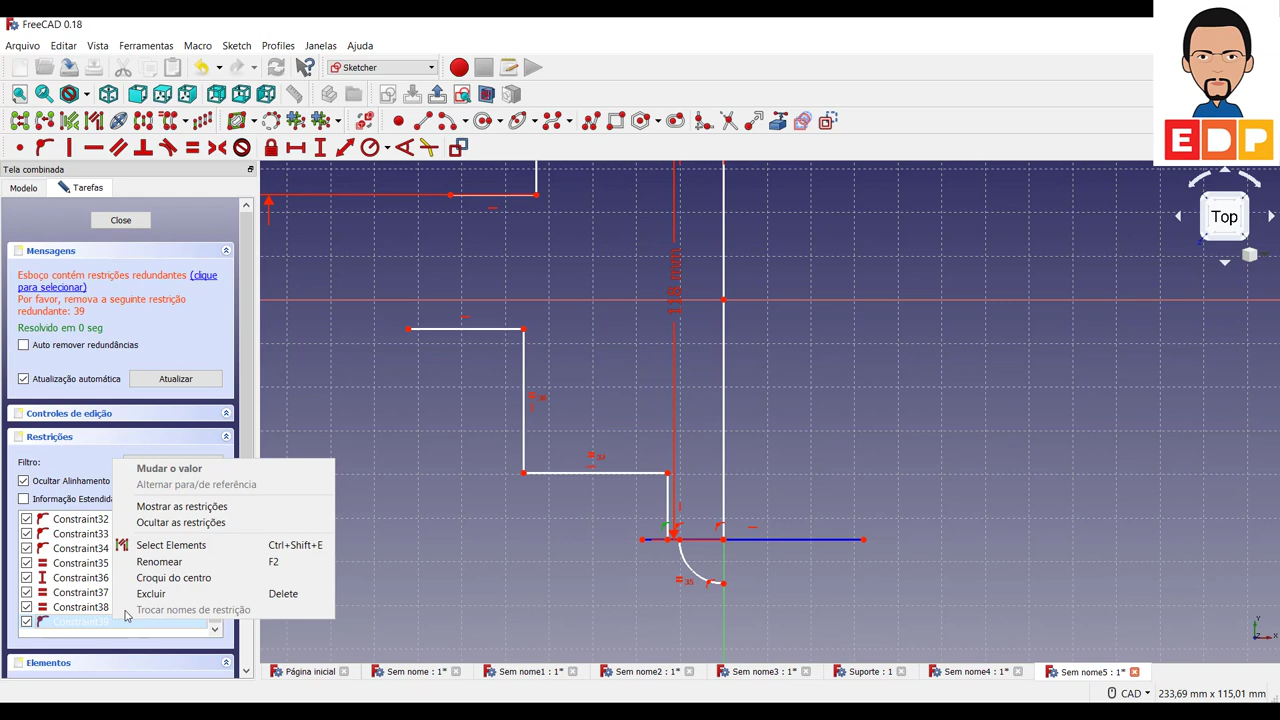 FreeCAD 0.18
Arquivo Editar Vista Ferramentas Macro Sketch Profiles Janelas Ajuda
Sketcher
EDP
Tela combinada
Modelo Tarefas
Close
Mensagens
Esboço contém restrições redundantes (clique
para selecionar)
Por favor, remova a seguinte restrição
redundante: 39
Resolvido em 0 seg
Auto remover redundâncias
Atualização automática Atualizar
Controles de edição
Restrições
Filtro:
Ocultar Alinhamento
Informação Estendida
Constraint32
Constraint33
Constraint34
Constraint35
Constraint36
Constraint37
Constraint38
Constraint39
Elementos
Mudar o valor
Alternar para/de referência
Mostrar as restrições
Ocultar as restrições
Select Elements Ctrl+Shift+E
Renomear F2
Croqui do centro
Excluir Delete
Trocar nomes de restrição
118 mm
37
35
Top
Y
X
Página inicial Sem nome : 1* Sem nome1 : 1* Sem nome2 : 1* Sem nome3 : 1* Suporte : 1 Sem nome4 : 1* Sem nome5 : 1*
CAD 233,69 mm x 115,01 mm